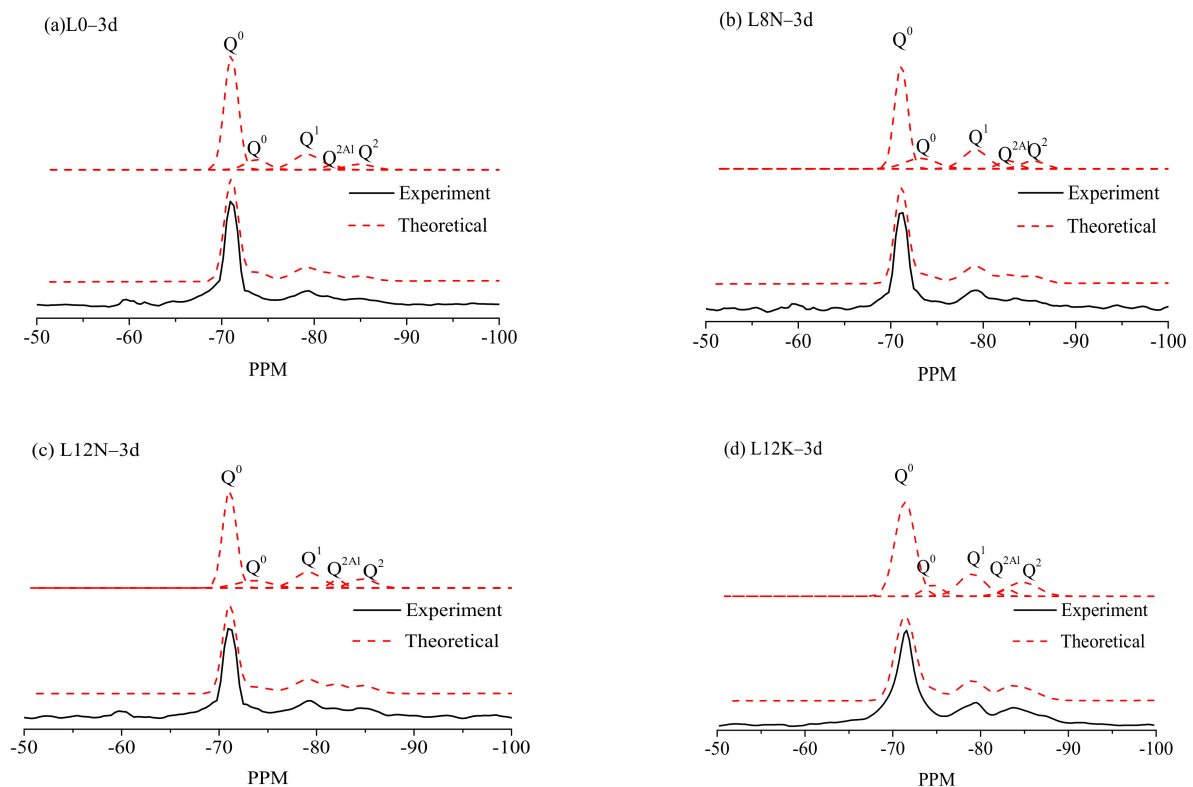 (a)L0–3d
Q⁰
Q⁰ Q¹ Q²ᴬˡ Q²
Experiment
Theoretical
-50 -60 -70 -80 -90 -100
PPM
(b) L8N–3d
Q⁰
Q⁰ Q¹ Q²ᴬˡ Q²
Experiment
Theoretical
-50 -60 -70 -80 -90 -100
PPM
(c) L12N–3d
Q⁰
Q⁰ Q¹ Q²ᴬˡ Q²
Experiment
Theoretical
-50 -60 -70 -80 -90 -100
PPM
(d) L12K–3d
Q⁰
Q⁰ Q¹ Q²ᴬˡ Q²
Experiment
Theoretical
-50 -60 -70 -80 -90 -100
PPM